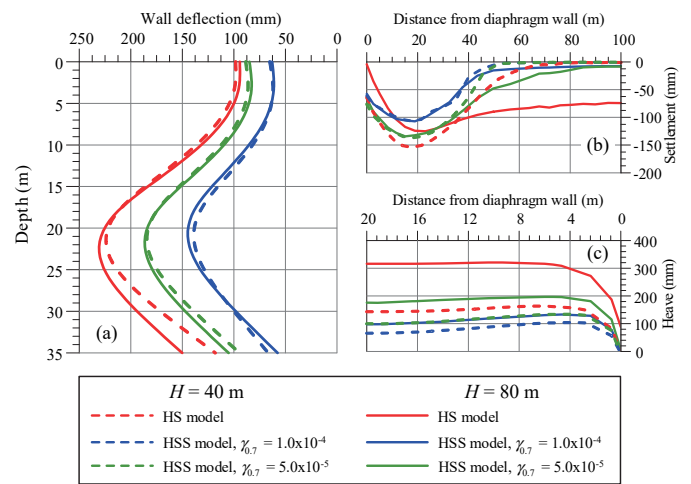 Wall deflection (mm)
250 200 150 100 50 0
0
5
10
15
20
25
30
35
Depth (m)
(a)
Distance from diaphragm wall (m)
0 20 40 60 80 100
0
-50
-100
-150
-200
Settlement (mm)
(b)
Distance from diaphragm wall (m)
20 16 12 8 4 0
400
300
200
100
0
Heave (mm)
(c)
H = 40 m H = 80 m
HS model HS model
HSS model, γ0.7 = 1.0x10-4 HSS model, γ0.7 = 1.0x10-4
HSS model, γ0.7 = 5.0x10-5 HSS model, γ0.7 = 5.0x10-5